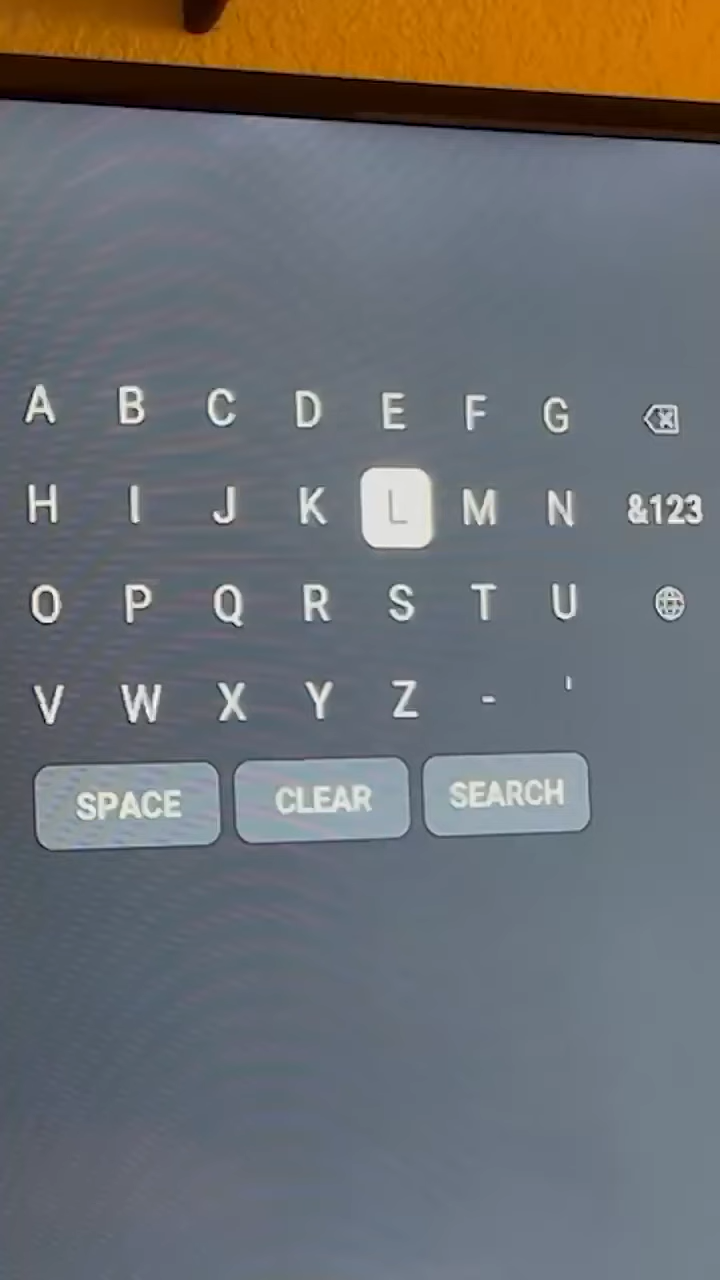 A B C D E F G
H I J K L M N &123
O P Q R S T U
V W X Y Z - '
SPACE CLEAR SEARCH